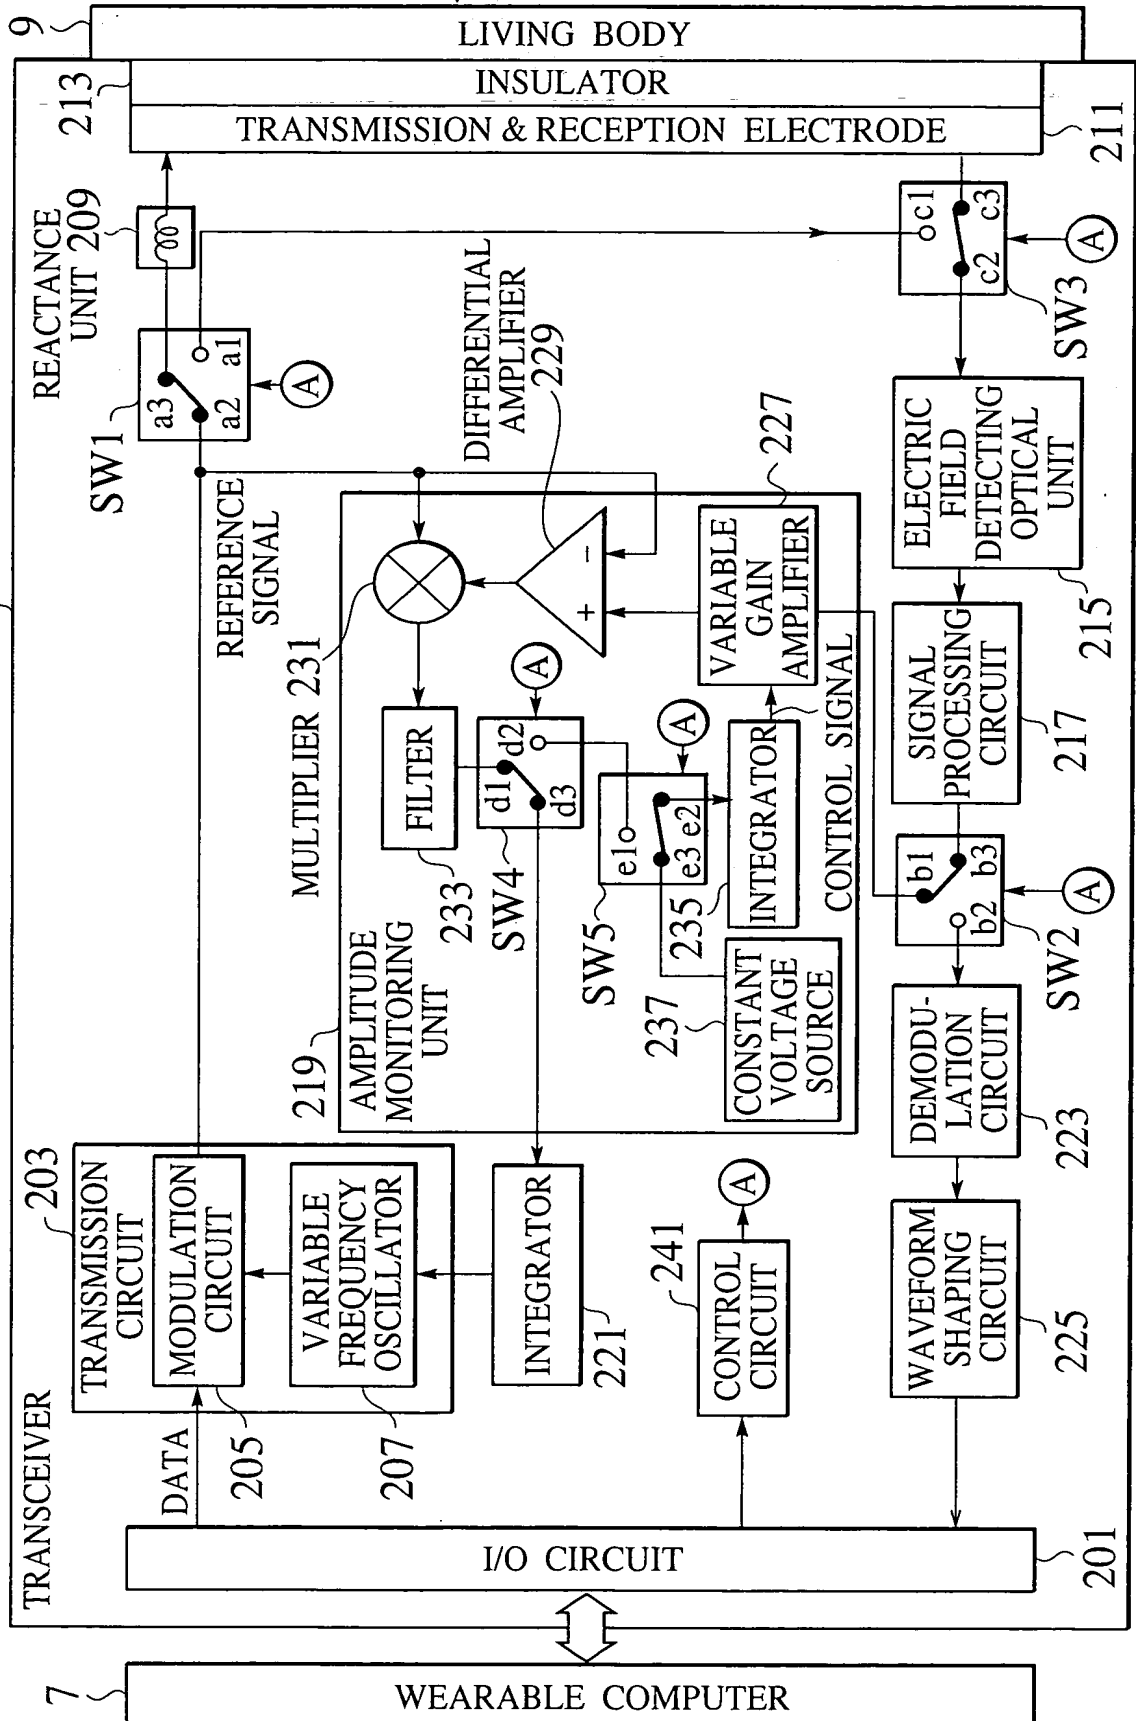 TRANSCEIVER
7
WEARABLE COMPUTER
I/O CIRCUIT
201
DATA
203
TRANSMISSION
CIRCUIT
MODULATION
CIRCUIT
205
VARIABLE
FREQUENCY
OSCILLATOR
207
INTEGRATOR
221
CONTROL
CIRCUIT
241
A
WAVEFORM
SHAPING
CIRCUIT
225
DEMODU-
LATION
CIRCUIT
223
219
AMPLITUDE
MONITORING
UNIT
MULTIPLIER 231
FILTER
233
SW4
d1
d2
d3
A
SW5
e1
e3
e2
A
INTEGRATOR
235
CONSTANT
VOLTAGE
SOURCE
237
CONTROL SIGNAL
VARIABLE
GAIN
AMPLIFIER
227
+
−
DIFFERENTIAL
AMPLIFIER
229
REFERENCE
SIGNAL
SW1
a3
a2
a1
A
REACTANCE
UNIT 209
SW2
b1
b2
b3
A
SIGNAL
PROCESSING
CIRCUIT
217
ELECTRIC
FIELD
DETECTING
OPTICAL
UNIT
215
SW3
c1
c2
c3
A
TRANSMISSION & RECEPTION ELECTRODE
211
INSULATOR
213
LIVING BODY
9